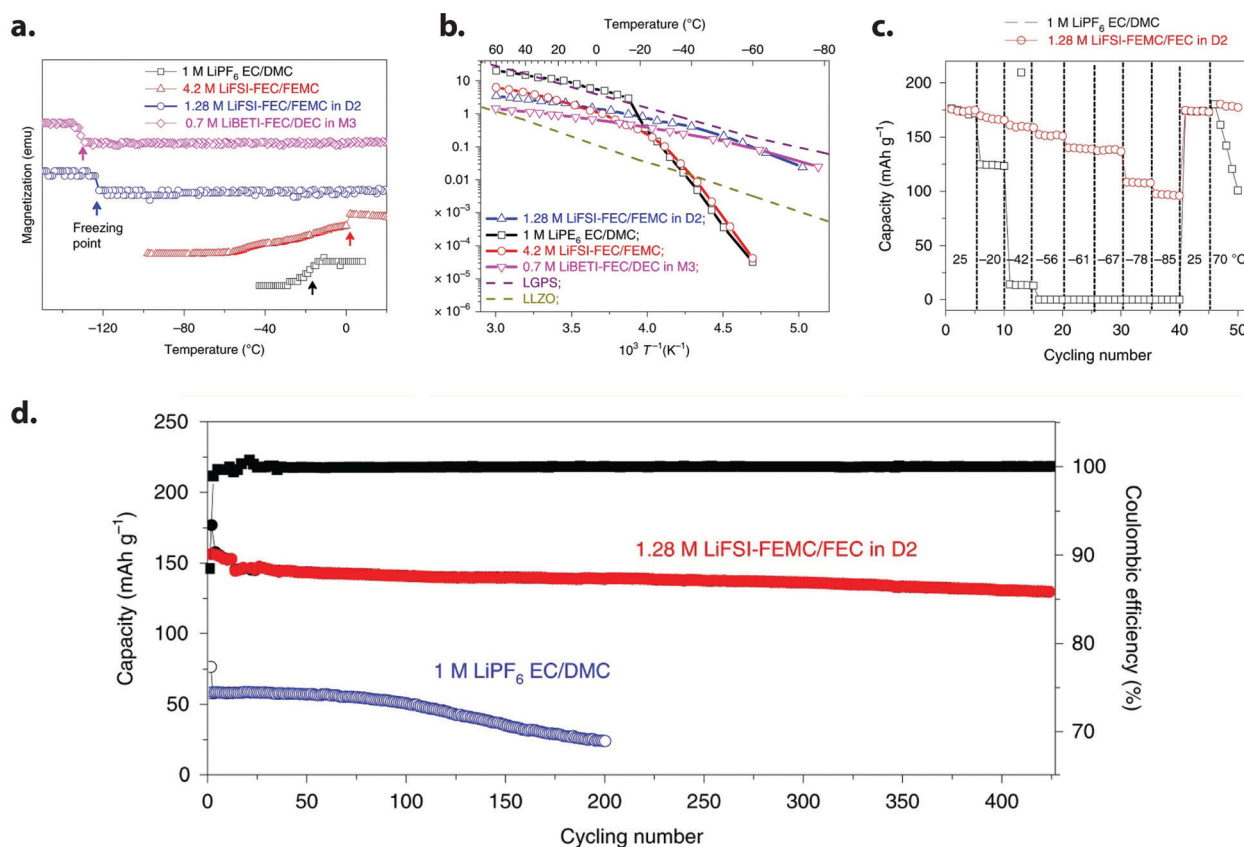 a.
1 M LiPF6 EC/DMC
4.2 M LiFSI-FEC/FEMC
1.28 M LiFSI-FEC/FEMC in D2
0.7 M LiBETI-FEC/DEC in M3
Magnetization (emu)
Freezing point
−120 −80 −40 0
Temperature (°C)
b.
Temperature (°C)
60 40 20 0 −20 −40 −60 −80
10
1
0.1
0.01
× 10−3
× 10−4
× 10−5
× 10−6
1.28 M LiFSI-FEC/FEMC in D2;
1 M LiPE6 EC/DMC;
4.2 M LiFSI-FEC/FEMC;
0.7 M LiBETI-FEC/DEC in M3;
LGPS;
LLZO;
3.0 3.5 4.0 4.5 5.0
10³ T−1(K−1)
c.
1 M LiPF6 EC/DMC
1.28 M LiFSI-FEMC/FEC in D2
Capacity (mAh g−1)
200
150
100
50
0
25 −20 −42 −56 −61 −67 −78 −85 25 70 °C
0 10 20 30 40 50
Cycling number
d.
Capacity (mAh g−1)
250
200
150
100
50
0
1.28 M LiFSI-FEMC/FEC in D2
1 M LiPF6 EC/DMC
100
90
80
70
Coulombic efficiency (%)
0 50 100 150 200 250 300 350 400
Cycling number